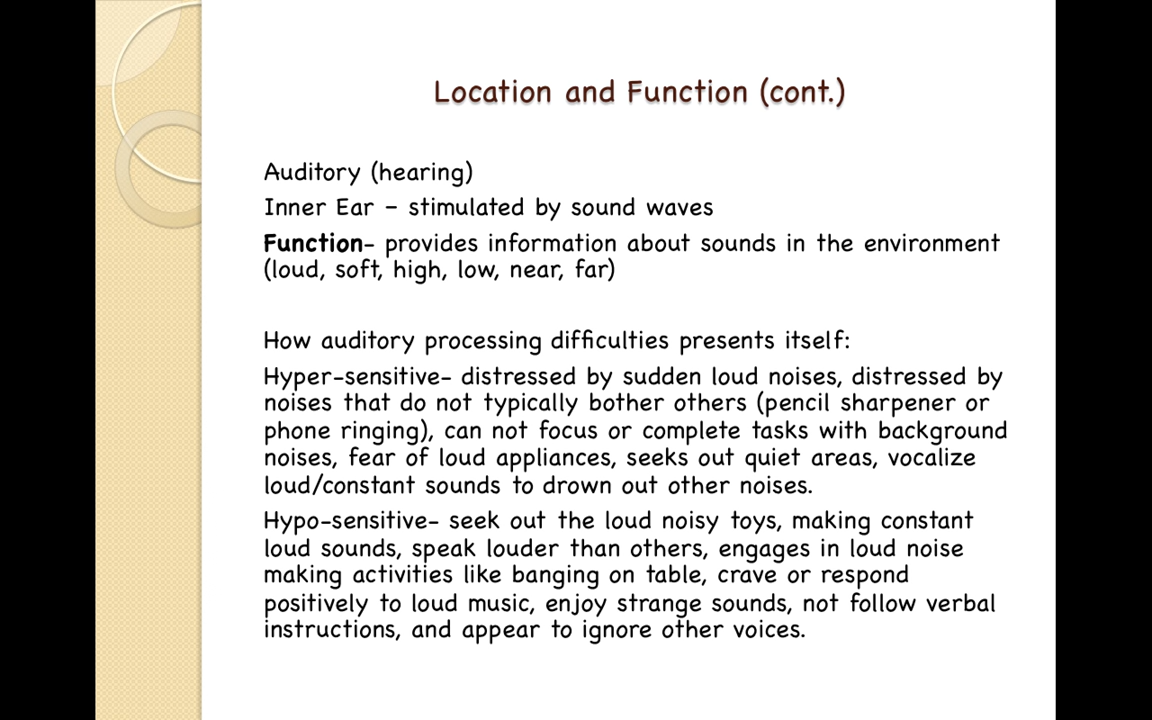 Location and Function (cont.)
Auditory (hearing)
Inner Ear – stimulated by sound waves
Function- provides information about sounds in the environment
(loud, soft, high, low, near, far)
How auditory processing difficulties presents itself:
Hyper-sensitive- distressed by sudden loud noises, distressed by
noises that do not typically bother others (pencil sharpener or
phone ringing), can not focus or complete tasks with background
noises, fear of loud appliances, seeks out quiet areas, vocalize
loud/constant sounds to drown out other noises.
Hypo-sensitive- seek out the loud noisy toys, making constant
loud sounds, speak louder than others, engages in loud noise
making activities like banging on table, crave or respond
positively to loud music, enjoy strange sounds, not follow verbal
instructions, and appear to ignore other voices.